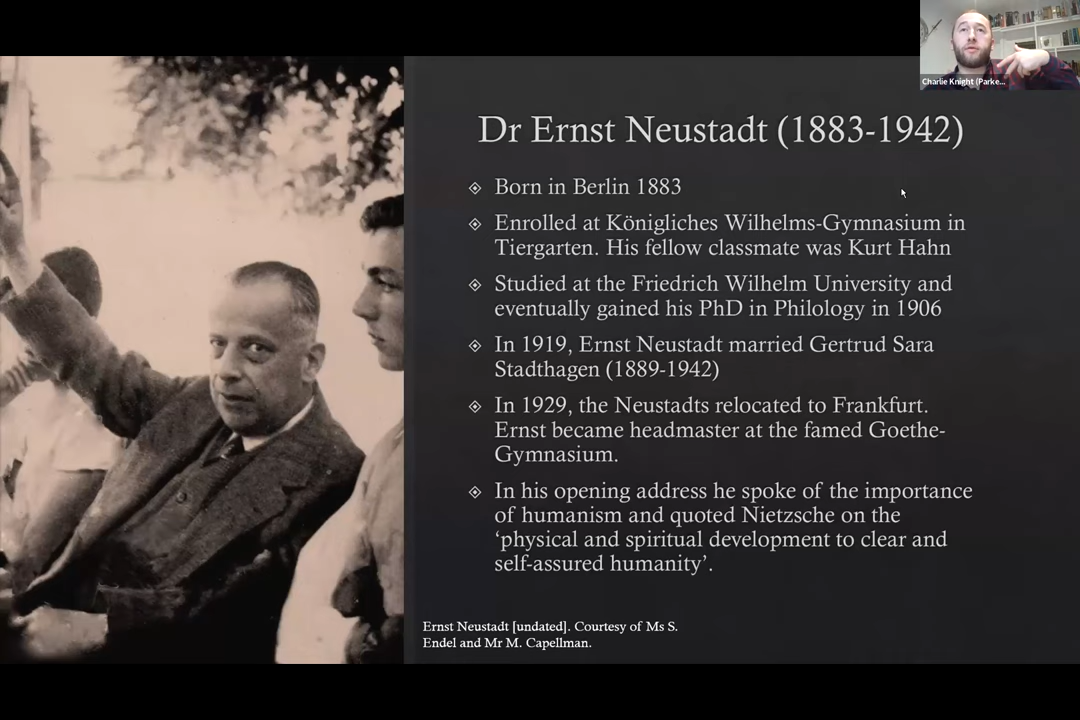 Charlie Knight (Parke...
Dr Ernst Neustadt (1883-1942)
Born in Berlin 1883
Enrolled at Königliches Wilhelms-Gymnasium in
Tiergarten. His fellow classmate was Kurt Hahn
Studied at the Friedrich Wilhelm University and
eventually gained his PhD in Philology in 1906
In 1919, Ernst Neustadt married Gertrud Sara
Stadthagen (1889-1942)
In 1929, the Neustadts relocated to Frankfurt.
Ernst became headmaster at the famed Goethe-
Gymnasium.
In his opening address he spoke of the importance
of humanism and quoted Nietzsche on the
‘physical and spiritual development to clear and
self-assured humanity’.
Ernst Neustadt [undated]. Courtesy of Ms S.
Endel and Mr M. Capellman.